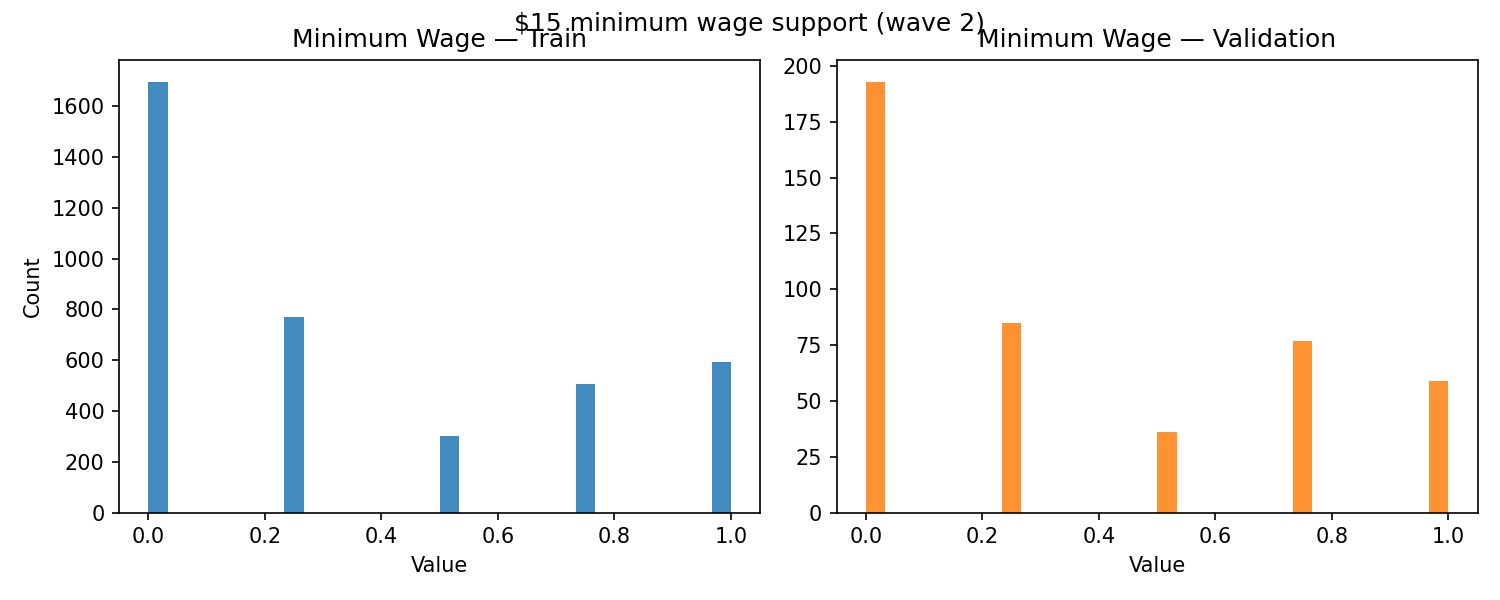 $15 minimum wage support (wave 2)
Minimum Wage — Train
Count
1600
1400
1200
1000
800
600
400
200
0
0.0 0.2 0.4 0.6 0.8 1.0
Value
Minimum Wage — Validation
200
175
150
125
100
75
50
25
0
0.0 0.2 0.4 0.6 0.8 1.0
Value